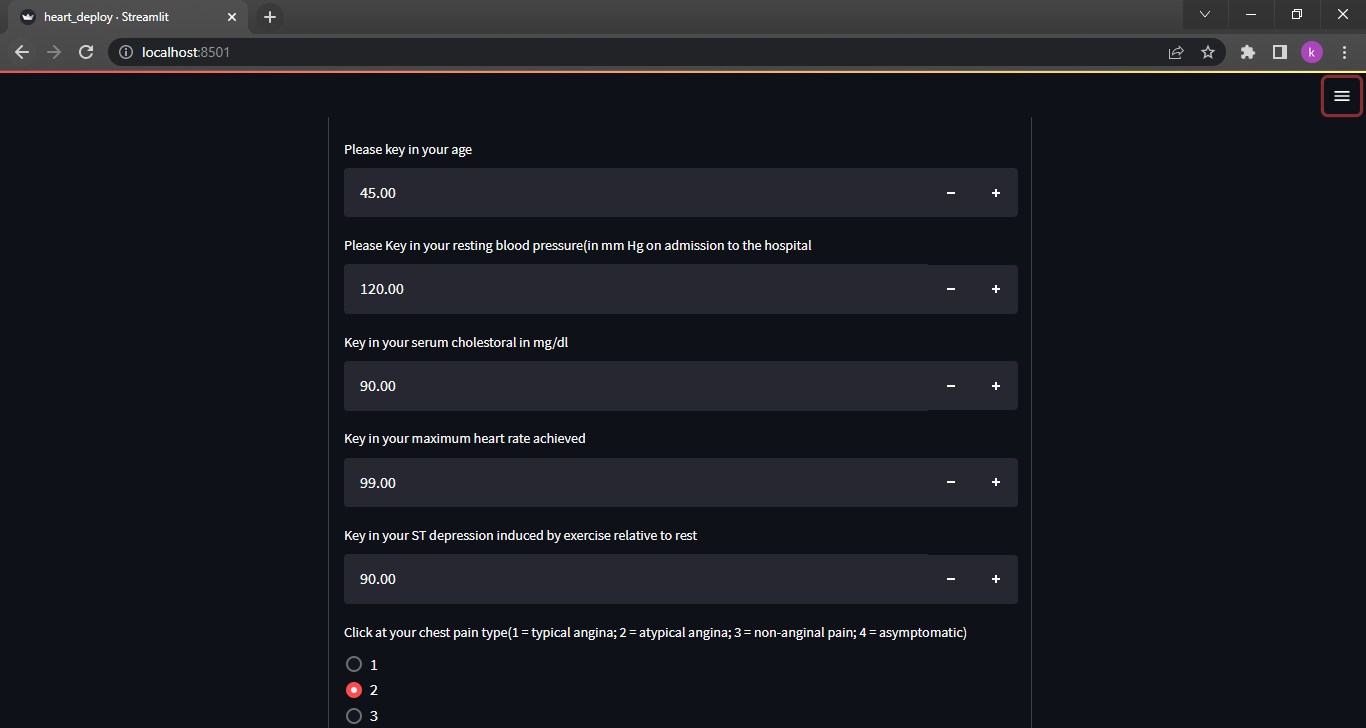 heart_deploy · Streamlit
localhost:8501
k
Please key in your age
45.00
Please Key in your resting blood pressure(in mm Hg on admission to the hospital
120.00
Key in your serum cholestoral in mg/dl
90.00
Key in your maximum heart rate achieved
99.00
Key in your ST depression induced by exercise relative to rest
90.00
Click at your chest pain type(1 = typical angina; 2 = atypical angina; 3 = non-anginal pain; 4 = asymptomatic)
1
2
3